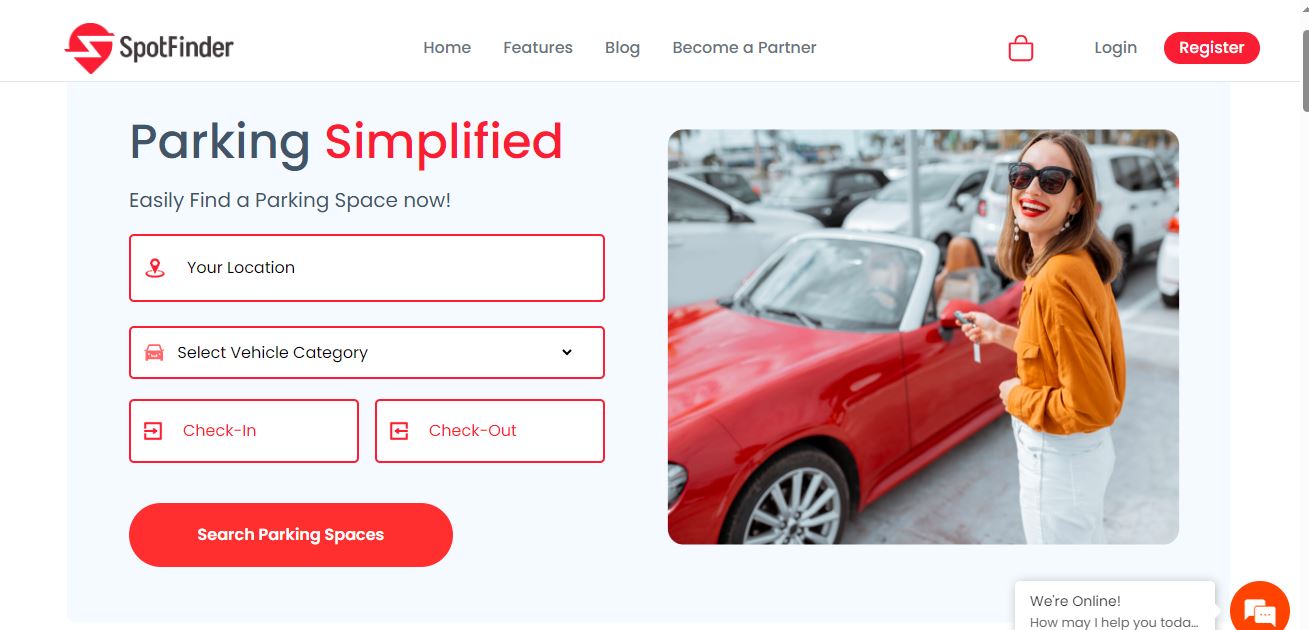 SpotFinder
Home
Features
Blog
Become a Partner
Login
Register
Parking Simplified
Easily Find a Parking Space now!
Your Location
Select Vehicle Category
Check-In
Check-Out
Search Parking Spaces
We're Online!
How may I help you toda...